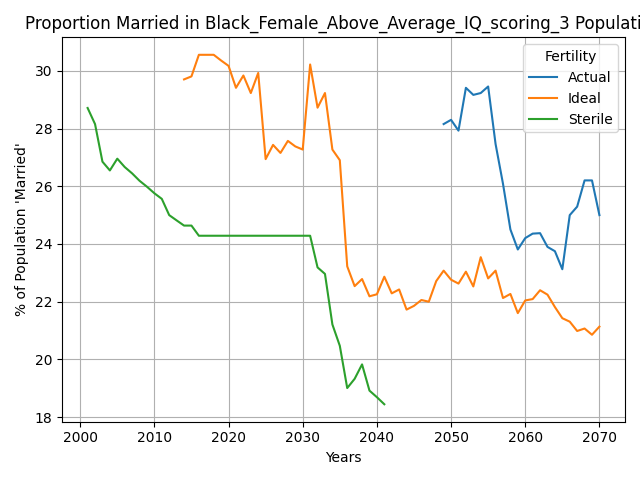 Proportion Married in Black_Female_Above_Average_IQ_scoring_3 Populati
% of Population 'Married'
30
28
26
24
22
20
18
Fertility
Actual
Ideal
Sterile
2000 2010 2020 2030 2040 2050 2060 2070
Years